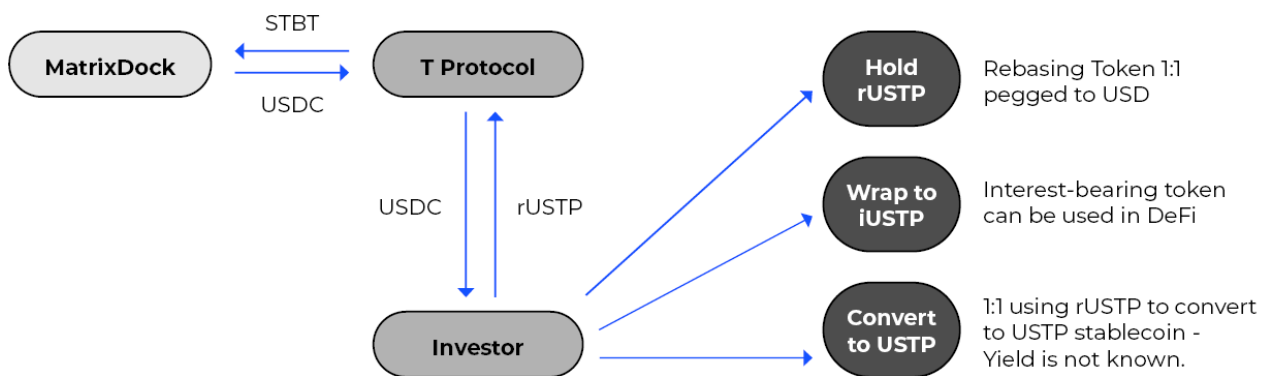 STBT
MatrixDock
T Protocol
USDC
Hold
rUSTP
Rebasing Token 1:1
pegged to USD
USDC
rUSTP
Wrap to
iUSTP
Interest-bearing token
can be used in DeFi
Investor
Convert
to USTP
1:1 using rUSTP to convert
to USTP stablecoin -
Yield is not known.